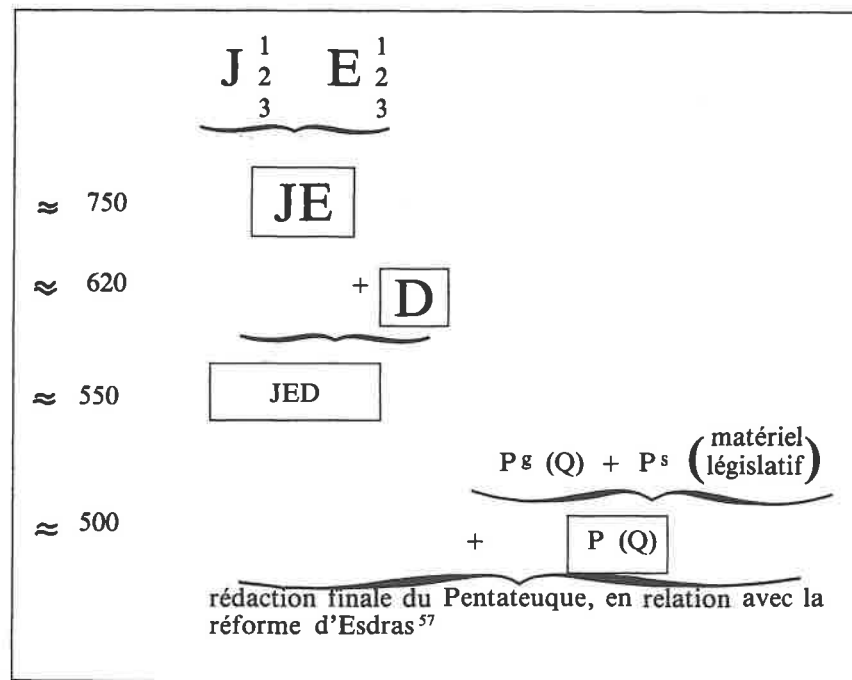 J 1 2 3 E 1 2 3
≈ 750 JE
≈ 620 + D
≈ 550 JED
Pg (Q) + Ps (matériel
législatif)
≈ 500 + P (Q)
rédaction finale du Pentateuque, en relation avec la
réforme d'Esdras 57